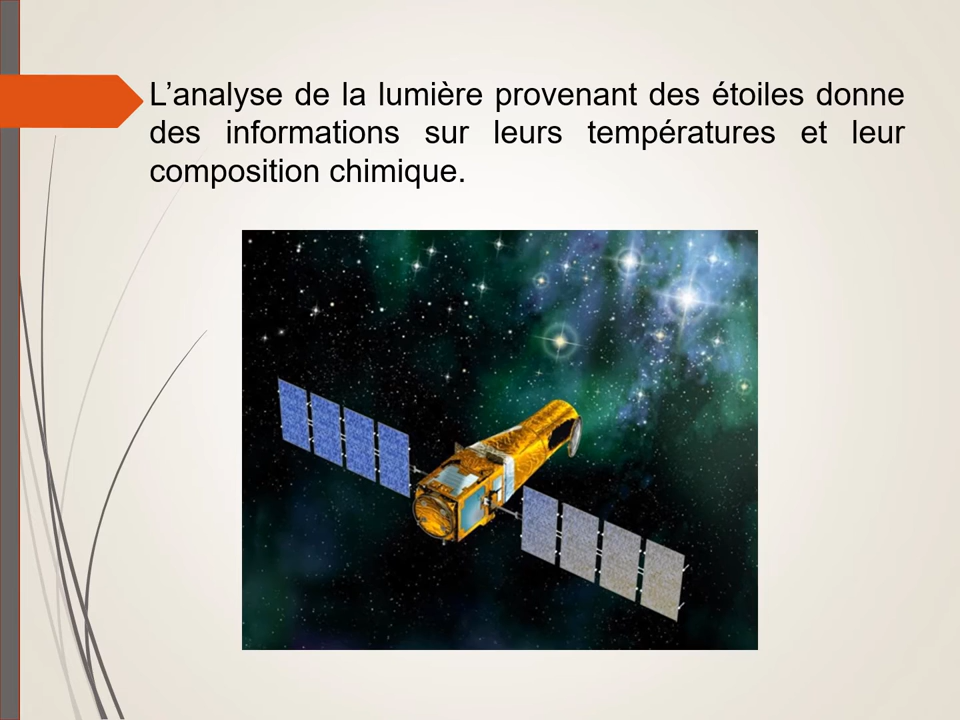 L’analyse de la lumière provenant des étoiles donne
des informations sur leurs températures et leur
composition chimique.